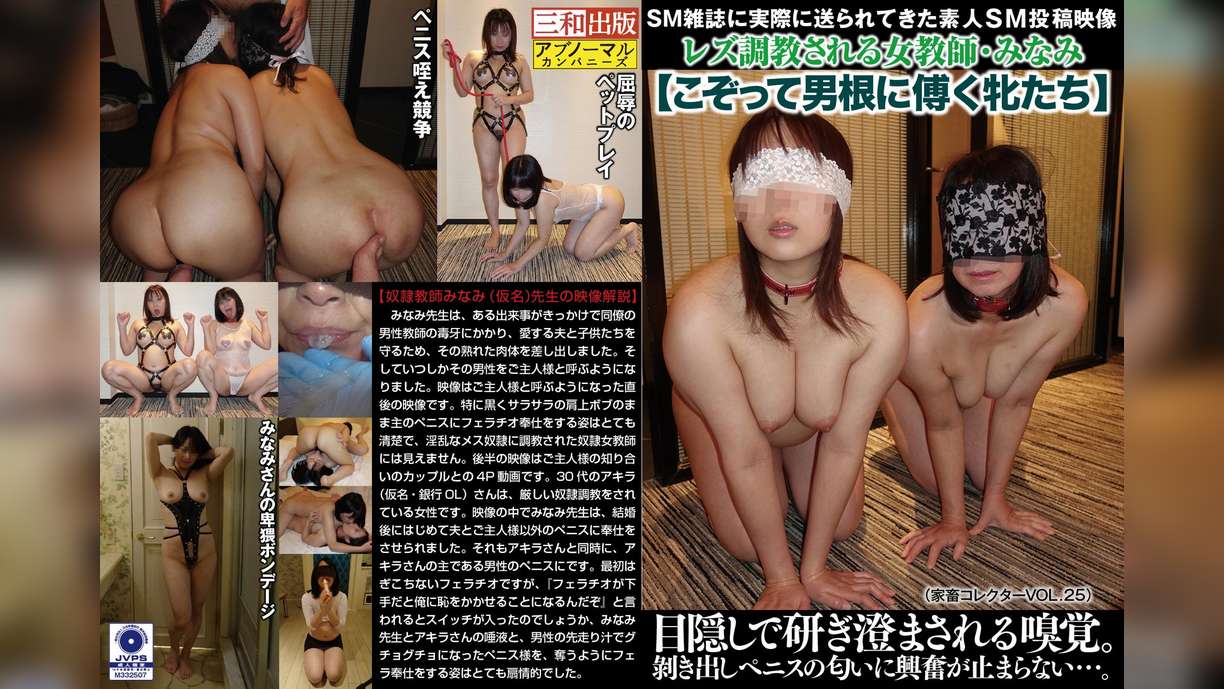 ペニス咥え競争
三和出版
アブノーマル
カンパニーズ
屈辱の
ペットプレイ
【奴隷教師みなみ(仮名)先生の映像解説】
みなみ先生は、ある出来事がきっかけで同僚の
男性教師の毒牙にかかり、愛する夫と子供たちを
守るため、その熟れた肉体を差し出しました。そ
していつしかその男性をご主人様と呼ぶようにな
りました。映像はご主人様と呼ぶようになった直
後の映像です。特に黒くサラサラの肩上ボブのま
ま主のペニスにフェラチオ奉仕をする姿はとても
清楚で、淫乱なメス奴隷に調教された奴隷女教師
には見えません。後半の映像はご主人様の知り合
いのカップルとの4P動画です。30代のアキラ
(仮名・銀行OL)さんは、厳しい奴隷調教をされ
ている女性です。映像の中でみなみ先生は、結婚
後にはじめて夫とご主人様以外のペニスに奉仕を
させられました。それもアキラさんと同時に、ア
キラさんの主である男性のペニスにです。最初は
ぎこちないフェラチオですが、『フェラチオが下
手だと俺に恥をかかせることになるんだぞ』と言
われるとスイッチが入ったのでしょうか、みなみ
先生とアキラさんの唾液と、男性の先走り汁でグ
チョグチョになったペニス様を、奪うようにフェ
ラ奉仕をする姿はとても扇情的でした。
みなみさんの卑猥ボンデージ
JVPS
成人指定
M332507
SM雑誌に実際に送られてきた素人SM投稿映像
レズ調教される女教師・みなみ
【こぞって男根に傅く牝たち】
(家畜コレクターVOL.25)
目隠しで研ぎ澄まされる嗅覚。
剥き出しペニスの匂いに興奮が止まらない…。